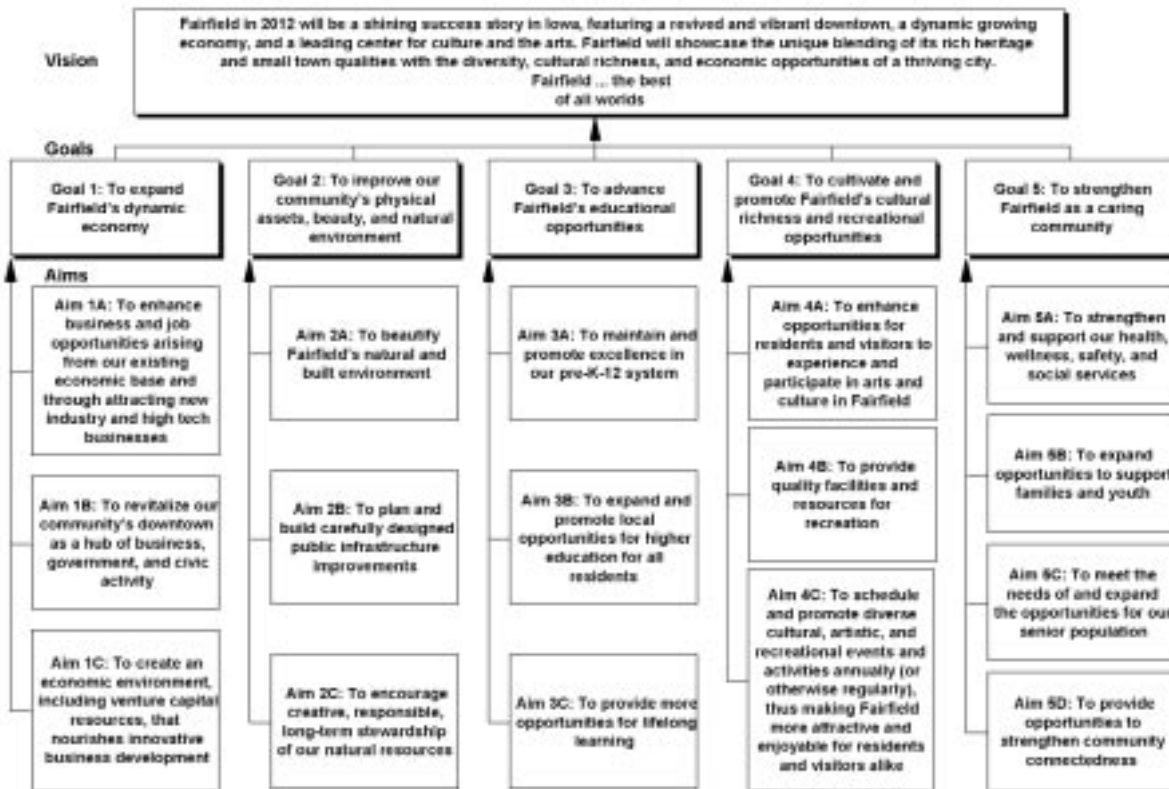 Fairfield in 2012 will be a shining success story in Iowa, featuring a revived and vibrant downtown, a dynamic growing
economy, and a leading center for culture and the arts. Fairfield will showcase the unique blending of its rich heritage
and small town qualities with the diversity, cultural richness, and economic opportunities of a thriving city.
Fairfield ... the best
of all worlds
Vision
Goals
Goal 1: To expand
Fairfield's dynamic
economy
Goal 2: To improve our
community's physical
assets, beauty, and natural
environment
Goal 3: To advance
Fairfield's educational
opportunities
Goal 4: To cultivate and
promote Fairfield's cultural
richness and recreational
opportunities
Goal 5: To strengthen
Fairfield as a caring
community
Aims
Aim 1A: To enhance
business and job
opportunities arising
from our existing
economic base and
through attracting new
industry and high tech
businesses
Aim 1B: To revitalize our
community's downtown
as a hub of business,
government, and civic
activity
Aim 1C: To create an
economic environment,
including venture capital
resources, that
nourishes innovative
business development
Aim 2A: To beautify
Fairfield's natural and
built environment
Aim 2B: To plan and
build carefully designed
public infrastructure
improvements
Aim 2C: To encourage
creative, responsible,
long-term stewardship
of our natural resources
Aim 3A: To maintain and
promote excellence in
our pre-K-12 system
Aim 3B: To expand and
promote local
opportunities for higher
education for all
residents
Aim 3C: To provide more
opportunities for lifelong
learning
Aim 4A: To enhance
opportunities for
residents and visitors to
experience and
participate in arts and
culture in Fairfield
Aim 4B: To provide
quality facilities and
resources for
recreation
Aim 4C: To schedule
and promote diverse
cultural, artistic, and
recreational events and
activities annually (or
otherwise regularly),
thus making Fairfield
more attractive and
enjoyable for residents
and visitors alike
Aim 5A: To strengthen
and support our health,
wellness, safety, and
social services
Aim 5B: To expand
opportunities to support
families and youth
Aim 5C: To meet the
needs of and expand
the opportunities for our
senior population
Aim 5D: To provide
opportunities to
strengthen community
connectedness